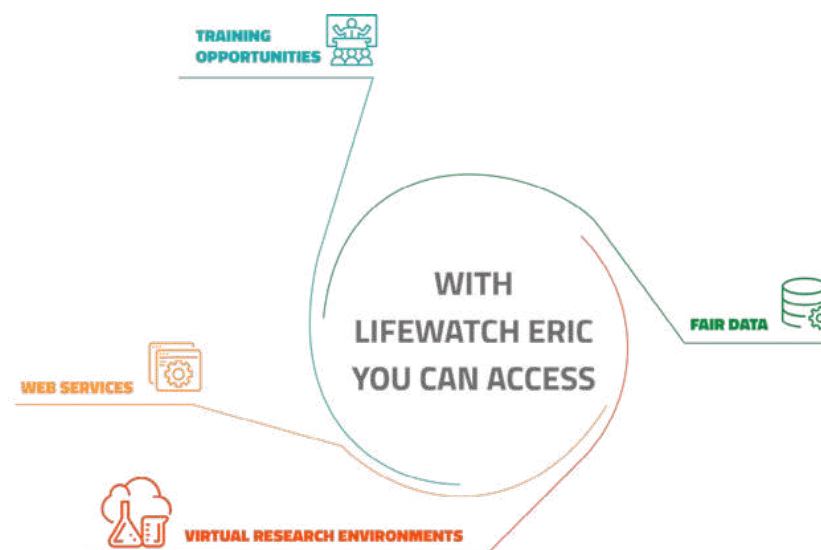 TRAINING
OPPORTUNITIES
WITH
LIFEWATCH ERIC
YOU CAN ACCESS
FAIR DATA
WEB SERVICES
VIRTUAL RESEARCH ENVIRONMENTS